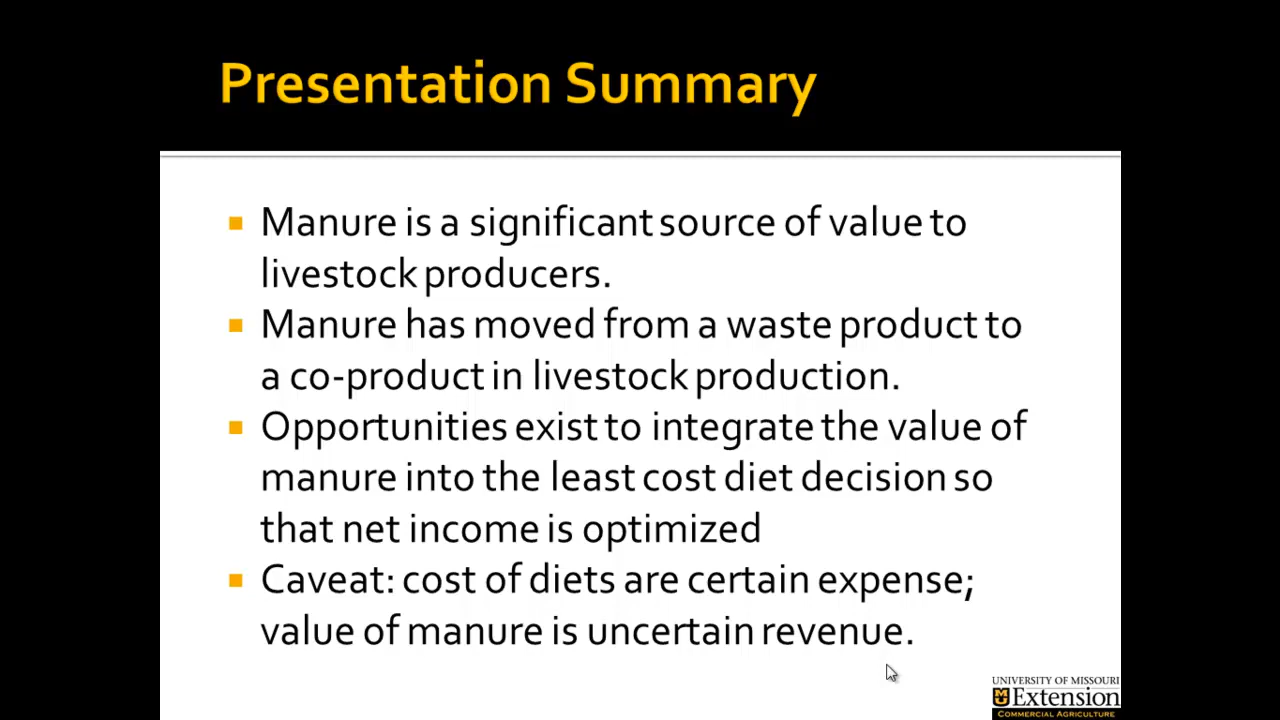 Presentation Summary
Manure is a significant source of value to
livestock producers.
Manure has moved from a waste product to
a co-product in livestock production.
Opportunities exist to integrate the value of
manure into the least cost diet decision so
that net income is optimized
Caveat: cost of diets are certain expense;
value of manure is uncertain revenue.
UNIVERSITY OF MISSOURI
MU Extension
COMMERCIAL AGRICULTURE